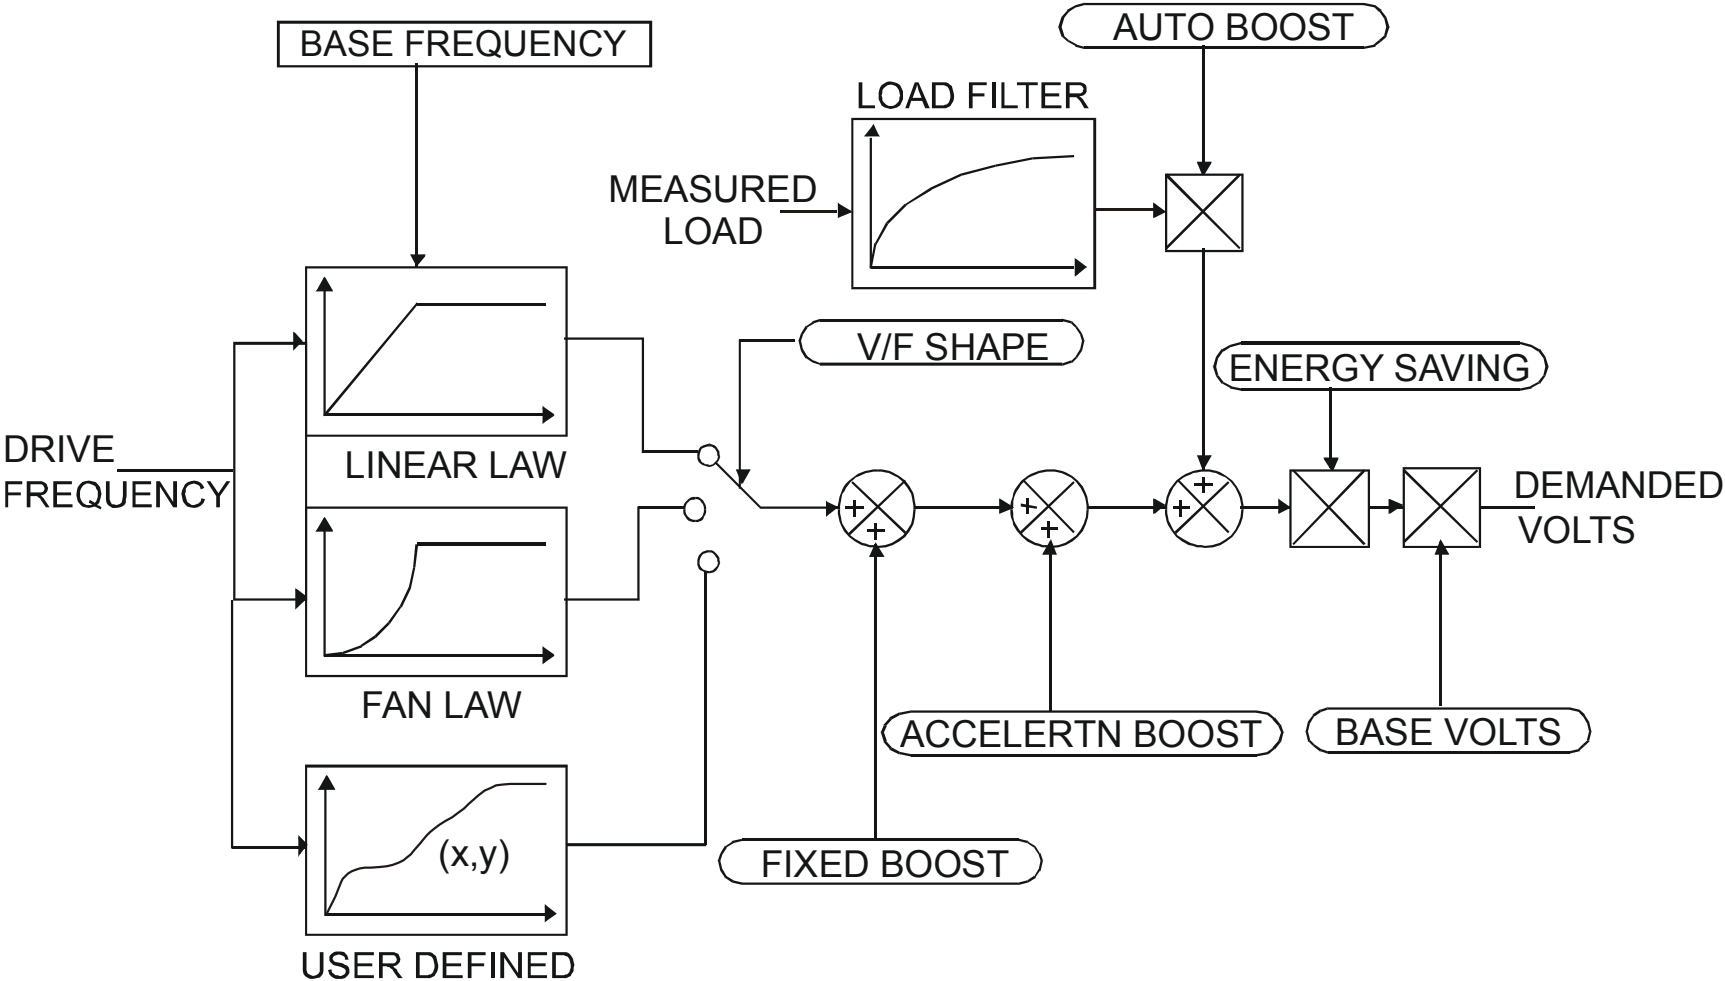 BASE FREQUENCY
AUTO BOOST
LOAD FILTER
MEASURED
LOAD
V/F SHAPE
ENERGY SAVING
DRIVE
FREQUENCY
LINEAR LAW
+
+
+
+
+
+
DEMANDED
VOLTS
FAN LAW
ACCELERTN BOOST
BASE VOLTS
(x,y)
FIXED BOOST
USER DEFINED